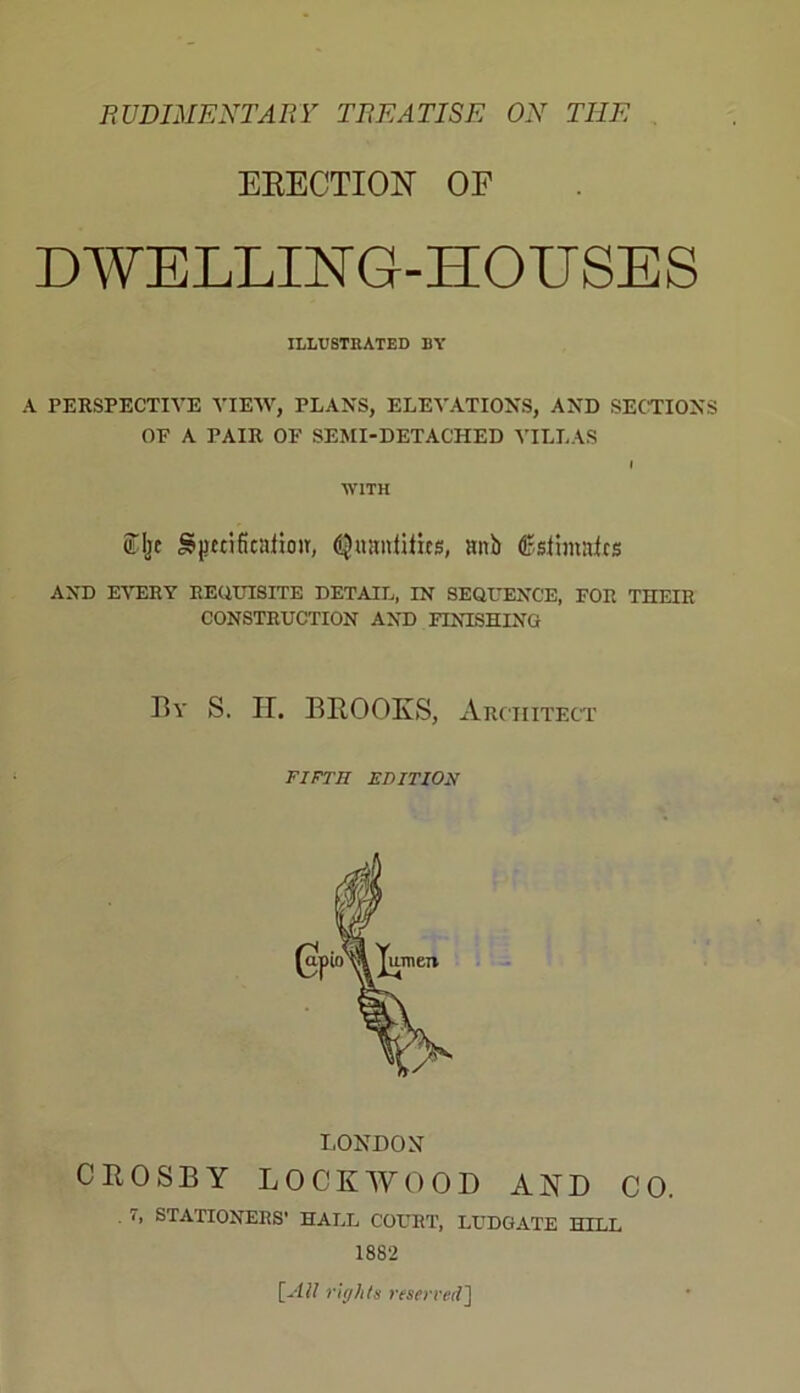 RUDIMENTARY TREATISE ON THE
ERECTION OF
DWELLING-HOUSES
ILLUSTRATED BY
A PERSPECTIVE VIEW, PLANS, ELEVATIONS, AND SECTIONS
OF A PAIR OF SEMI-DETACHED VILLAS
WITH
The Specification, Quantities, and Estimates
AND EVERY REQUISITE DETAIL, IN SEQUENCE, FOR THEIR
CONSTRUCTION AND FINISHING
By S. H. BROOKS, Architect
FIFTH EDITION
Capio Lumen
LONDON
CROSBY LOCKWOOD AND CO.
7, STATIONERS' HALL COURT, LUDGATE HILL
1882
[All rights reserved]